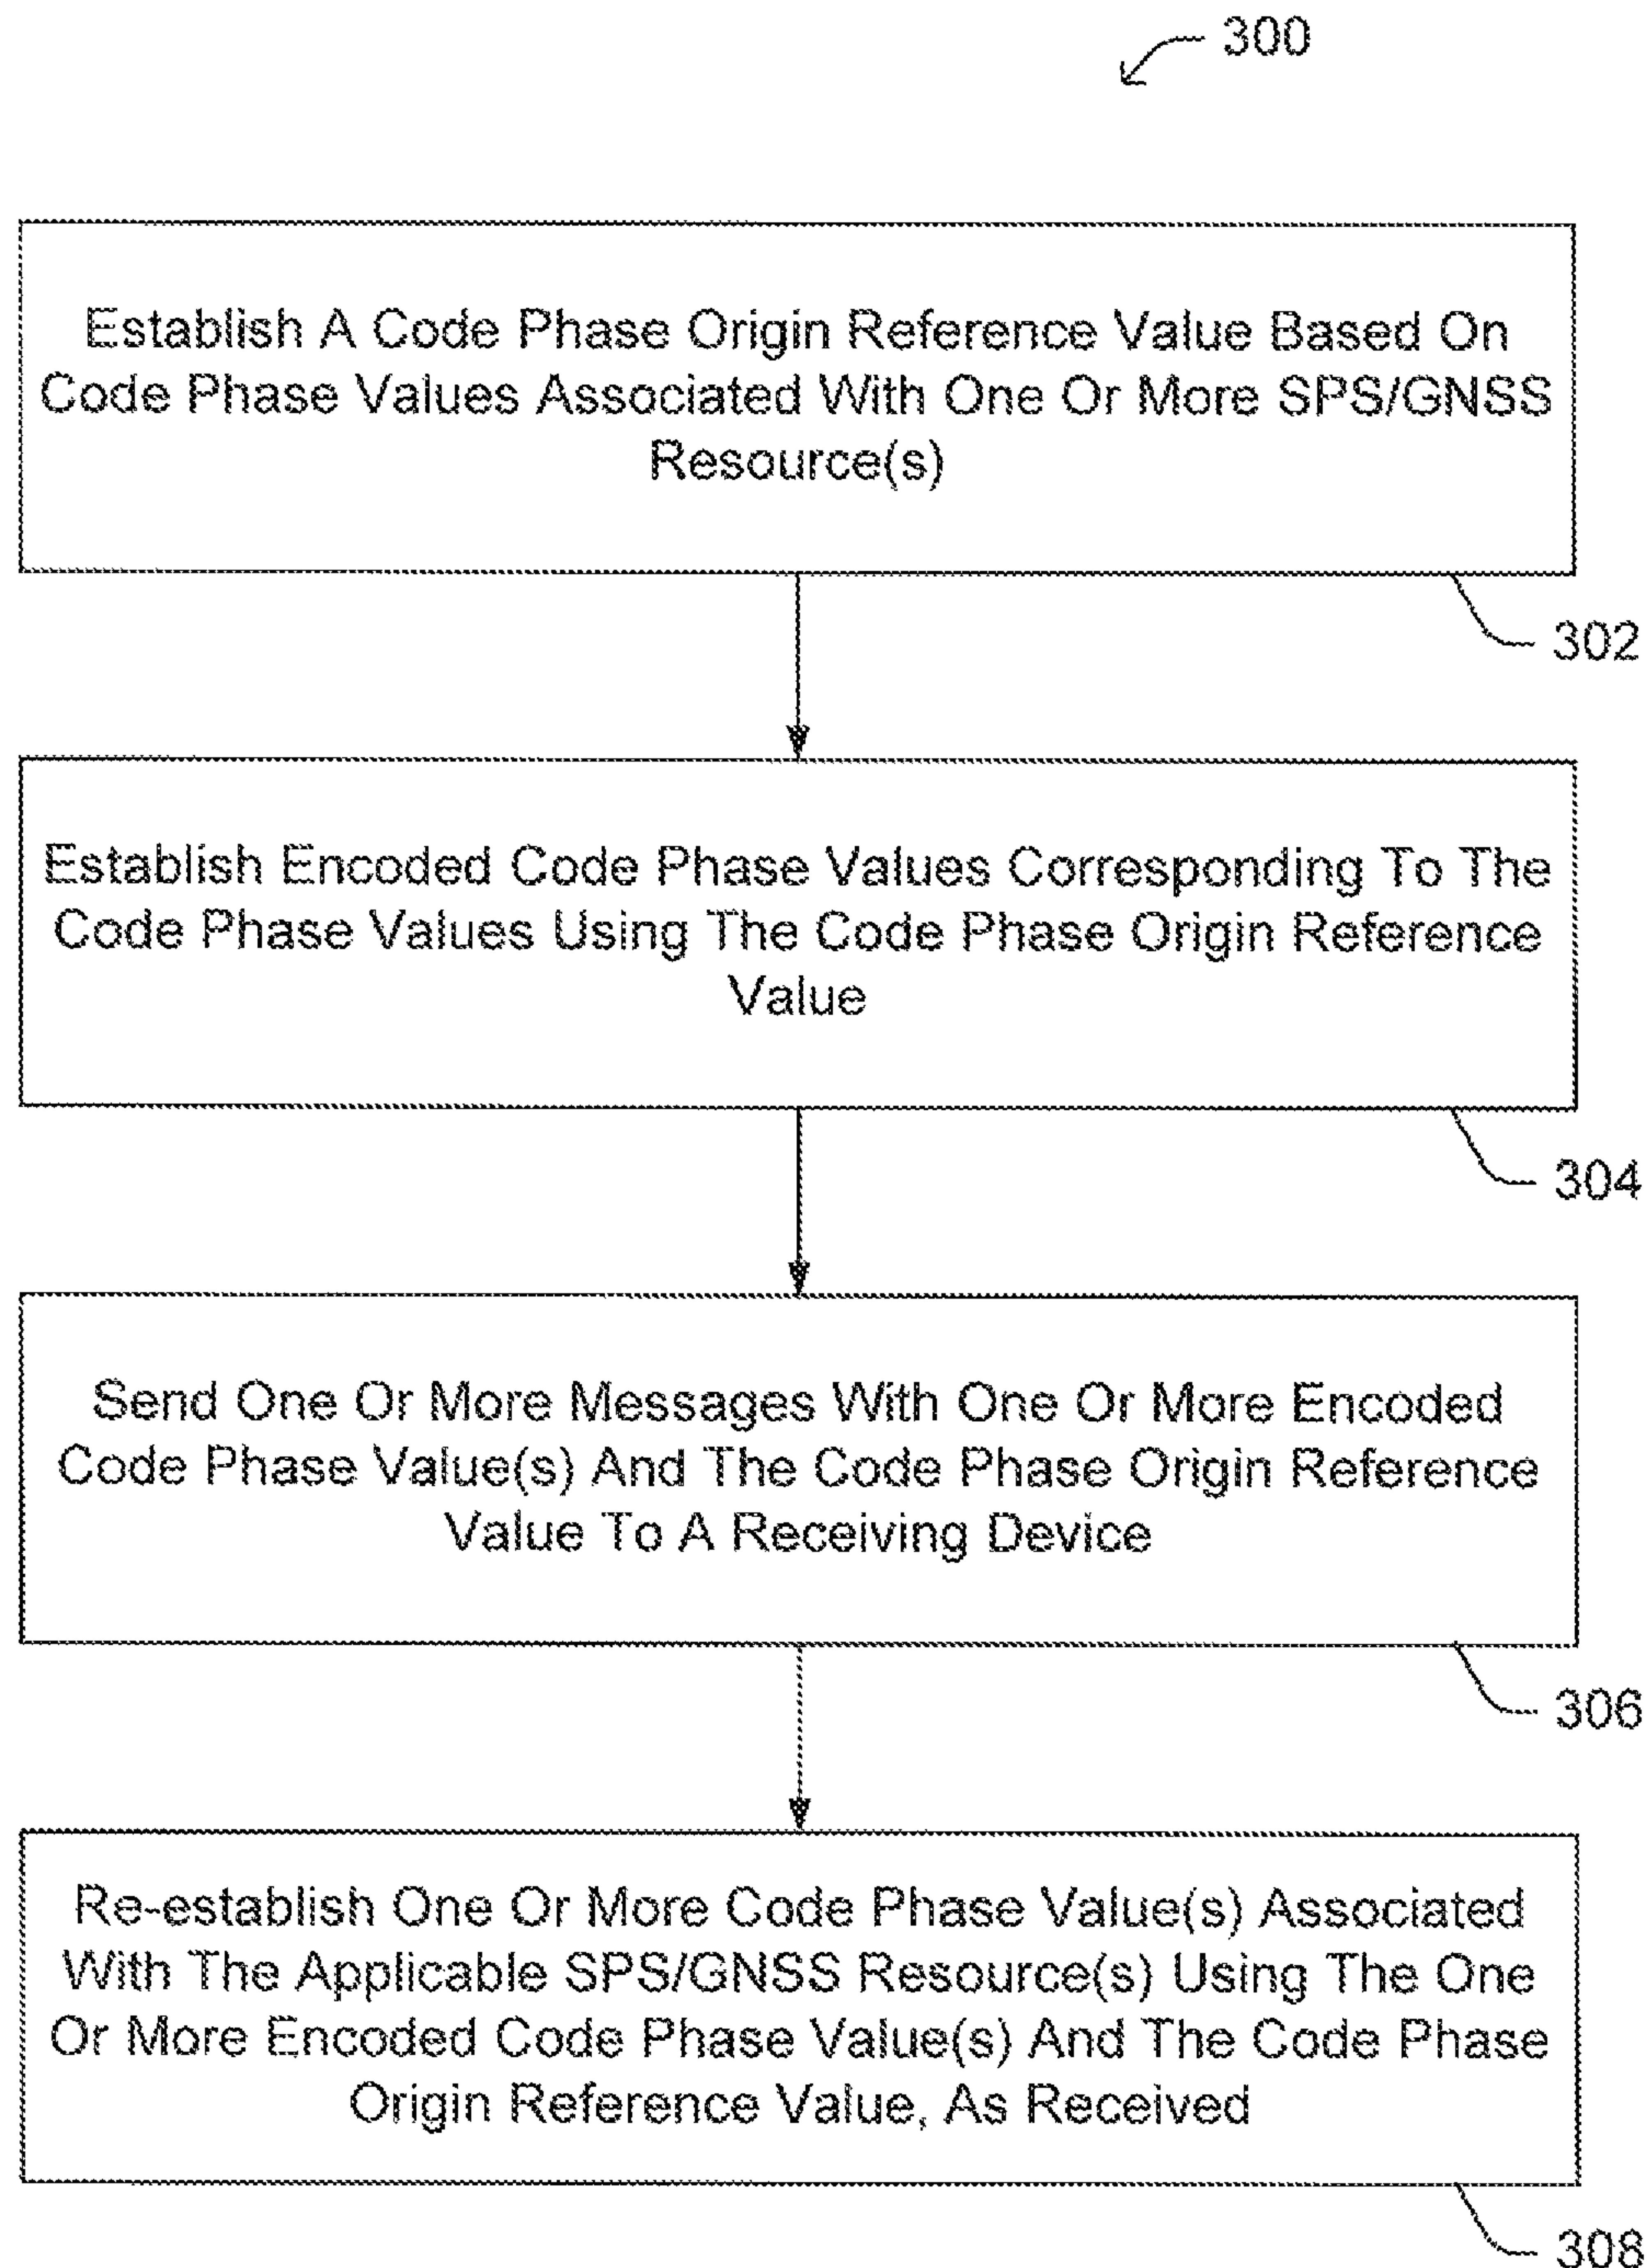 300
Establish A Code Phase Origin Reference Value Based On
Code Phase Values Associated With One Or More SPS/GNSS
Resource(s)
302
Establish Encoded Code Phase Values Corresponding To The
Code Phase Values Using The Code Phase Origin Reference
Value
304
Send One Or More Messages With One Or More Encoded
Code Phase Value(s) And The Code Phase Origin Reference
Value To A Receiving Device
306
Re-establish One Or More Code Phase Value(s) Associated
With The Applicable SPS/GNSS Resource(s) Using The One
Or More Encoded Code Phase Value(s) And The Code Phase
Origin Reference Value, As Received
308